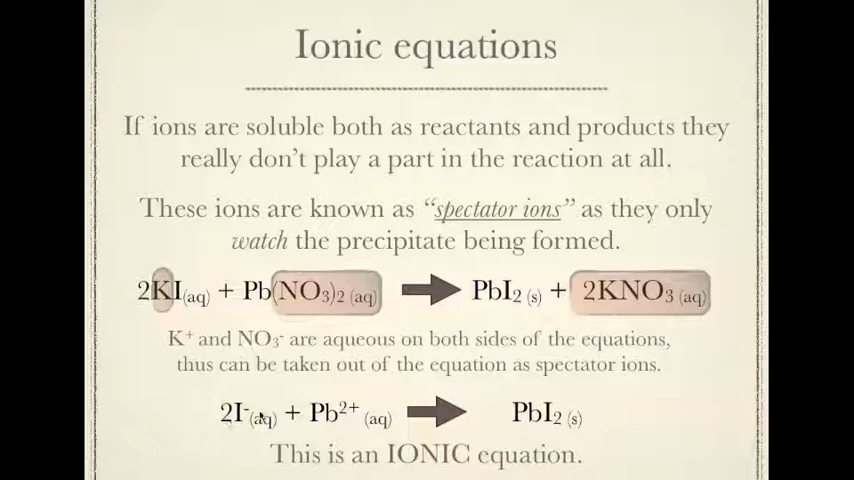 Ionic equations
If ions are soluble both as reactants and products they
really don't play a part in the reaction at all.
These ions are known as “spectator ions” as they only
watch the precipitate being formed.
2KI(aq) + Pb(NO₃)₂ (aq) PbI₂ (s) + 2KNO₃ (aq)
K⁺ and NO₃⁻ are aqueous on both sides of the equations,
thus can be taken out of the equation as spectator ions.
2I⁻(aq) + Pb²⁺ (aq) PbI₂ (s)
This is an IONIC equation.